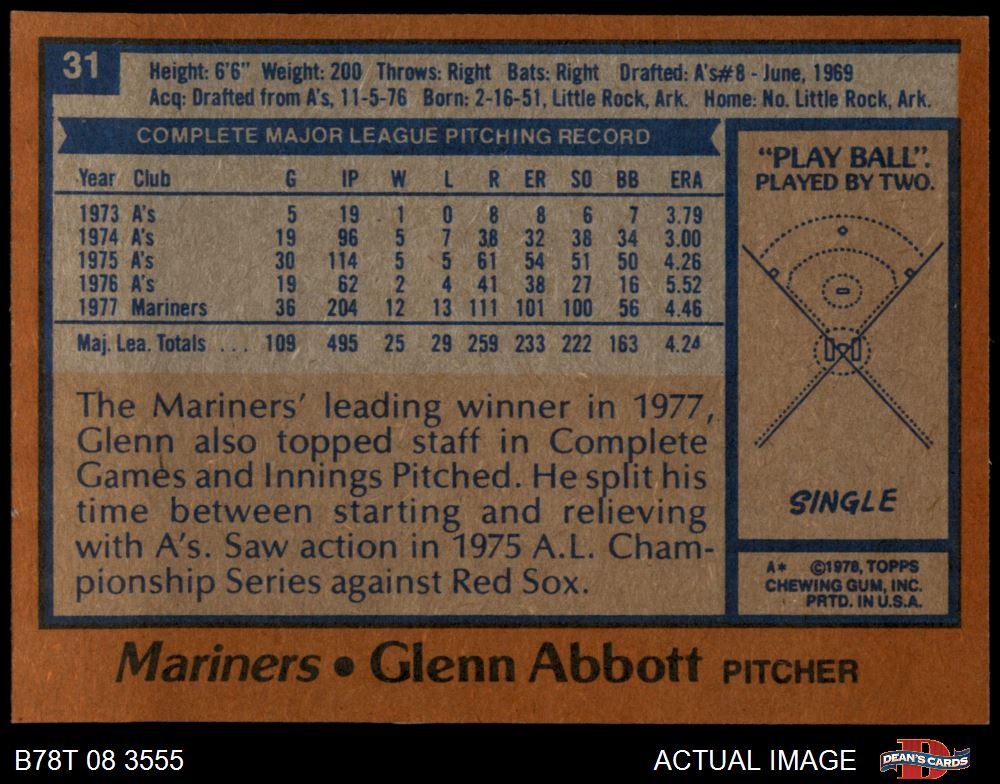 31
Height: 6'6" Weight: 200 Throws: Right Bats: Right Drafted: A's#8 - June, 1969
Acq: Drafted from A's, 11-5-76 Born: 2-16-51, Little Rock, Ark. Home: No. Little Rock, Ark.
COMPLETE MAJOR LEAGUE PITCHING RECORD
Year Club G IP W L R ER SO BB ERA
1973 A's 5 19 1 0 8 8 6 7 3.79
1974 A's 19 96 5 7 38 32 38 34 3.00
1975 A's 30 114 5 5 61 54 51 50 4.26
1976 A's 19 62 2 4 41 38 27 16 5.52
1977 Mariners 36 204 12 13 111 101 100 56 4.46
Maj. Lea. Totals ... 109 495 25 29 259 233 222 163 4.24
The Mariners' leading winner in 1977,
Glenn also topped staff in Complete
Games and Innings Pitched. He split his
time between starting and relieving
with A's. Saw action in 1975 A.L. Cham-
pionship Series against Red Sox.
"PLAY BALL".
PLAYED BY TWO.
SINGLE
A* ©1978, TOPPS
CHEWING GUM, INC.
PRTD. IN U.S.A.
Mariners • Glenn Abbott PITCHER
B78T 08 3555
ACTUAL IMAGE
D
DEAN'S CARDS